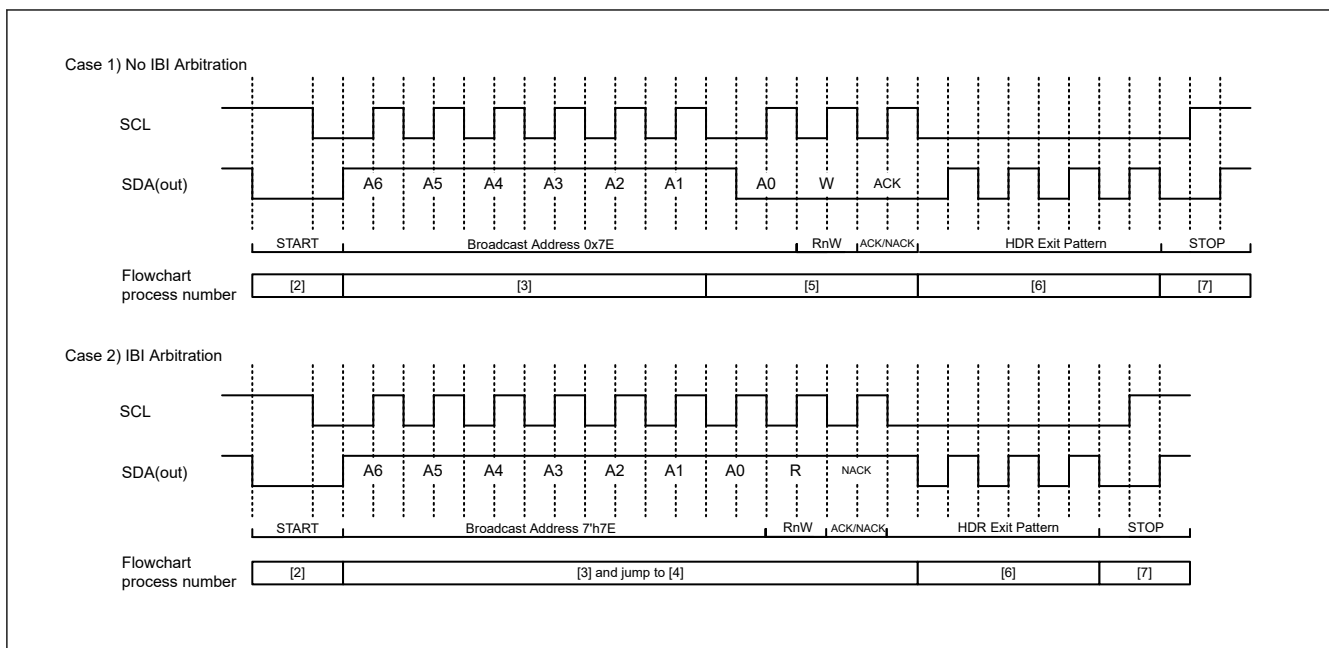 Case 1) No IBI Arbitration
SCL
SDA(out)
A6 A5 A4 A3 A2 A1 A0 W ACK
START Broadcast Address 0x7E RnW ACK/NACK HDR Exit Pattern STOP
Flowchart
process number
[2] [3] [5] [6] [7]
Case 2) IBI Arbitration
SCL
SDA(out)
A6 A5 A4 A3 A2 A1 A0 R NACK
START Broadcast Address 7'h7E RnW ACK/NACK HDR Exit Pattern STOP
Flowchart
process number
[2] [3] and jump to [4] [6] [7]